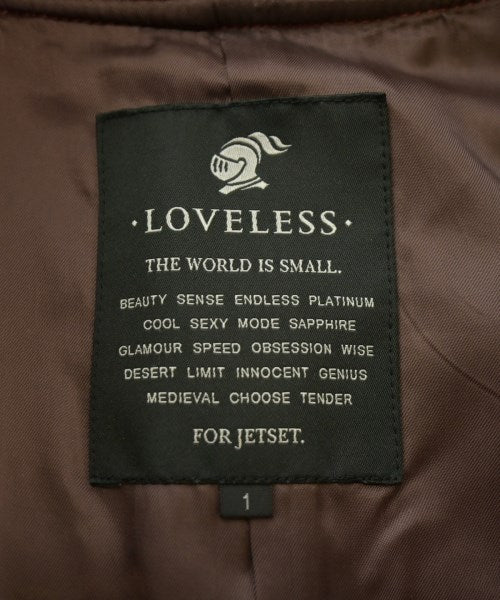 ·LOVELESS·
THE WORLD IS SMALL.
BEAUTY SENSE ENDLESS PLATINUM
COOL SEXY MODE SAPPHIRE
GLAMOUR SPEED OBSESSION WISE
DESERT LIMIT INNOCENT GENIUS
MEDIEVAL CHOOSE TENDER
FOR JETSET.
1